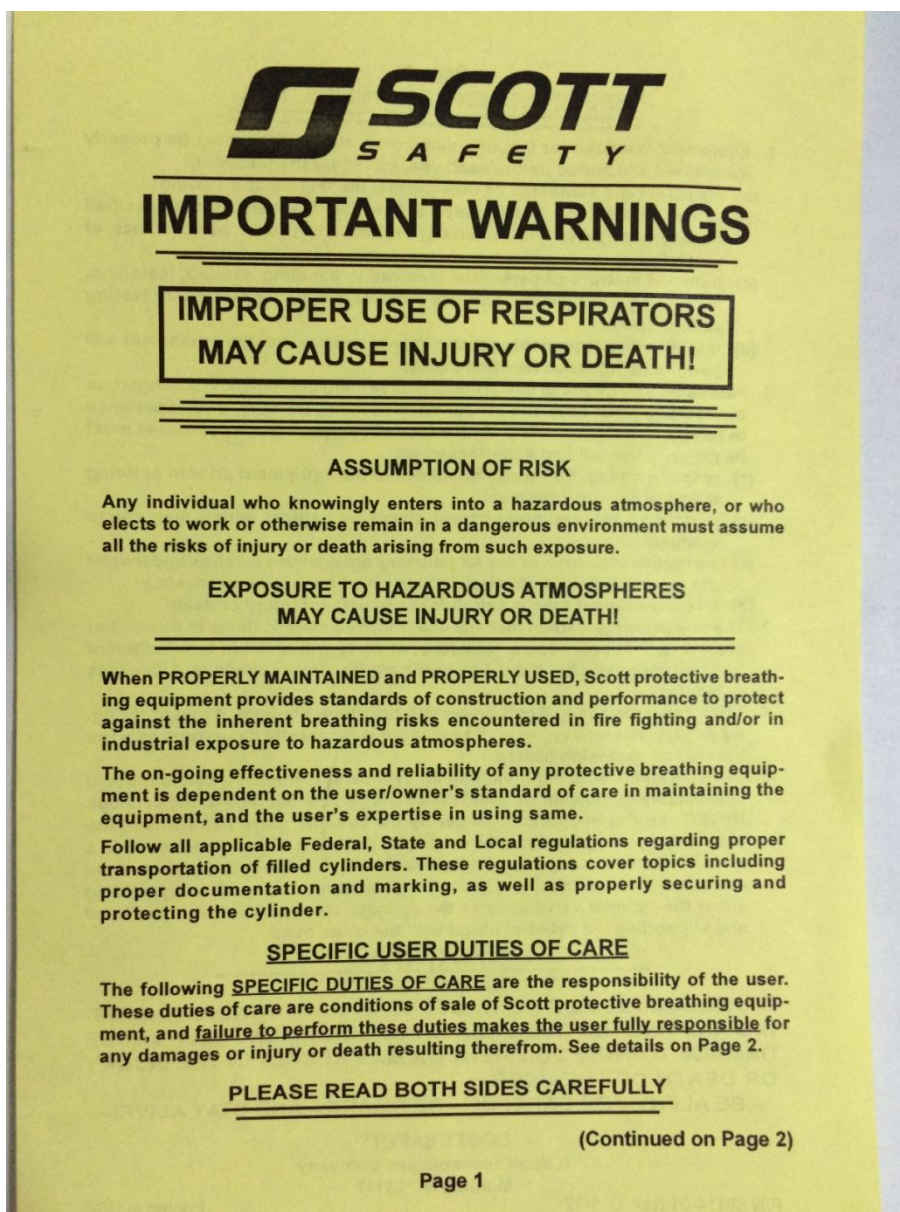 SCOTT
SAFETY
IMPORTANT WARNINGS
IMPROPER USE OF RESPIRATORS
MAY CAUSE INJURY OR DEATH!
ASSUMPTION OF RISK
Any individual who knowingly enters into a hazardous atmosphere, or who
elects to work or otherwise remain in a dangerous environment must assume
all the risks of injury or death arising from such exposure.
EXPOSURE TO HAZARDOUS ATMOSPHERES
MAY CAUSE INJURY OR DEATH!
When PROPERLY MAINTAINED and PROPERLY USED, Scott protective breath-
ing equipment provides standards of construction and performance to protect
against the inherent breathing risks encountered in fire fighting and/or in
industrial exposure to hazardous atmospheres.
The on-going effectiveness and reliability of any protective breathing equip-
ment is dependent on the user/owner's standard of care in maintaining the
equipment, and the user's expertise in using same.
Follow all applicable Federal, State and Local regulations regarding proper
transportation of filled cylinders. These regulations cover topics including
proper documentation and marking, as well as properly securing and
protecting the cylinder.
SPECIFIC USER DUTIES OF CARE
The following SPECIFIC DUTIES OF CARE are the responsibility of the user.
These duties of care are conditions of sale of Scott protective breathing equip-
ment, and failure to perform these duties makes the user fully responsible for
any damages or injury or death resulting therefrom. See details on Page 2.
PLEASE READ BOTH SIDES CAREFULLY
(Continued on Page 2)
Page 1